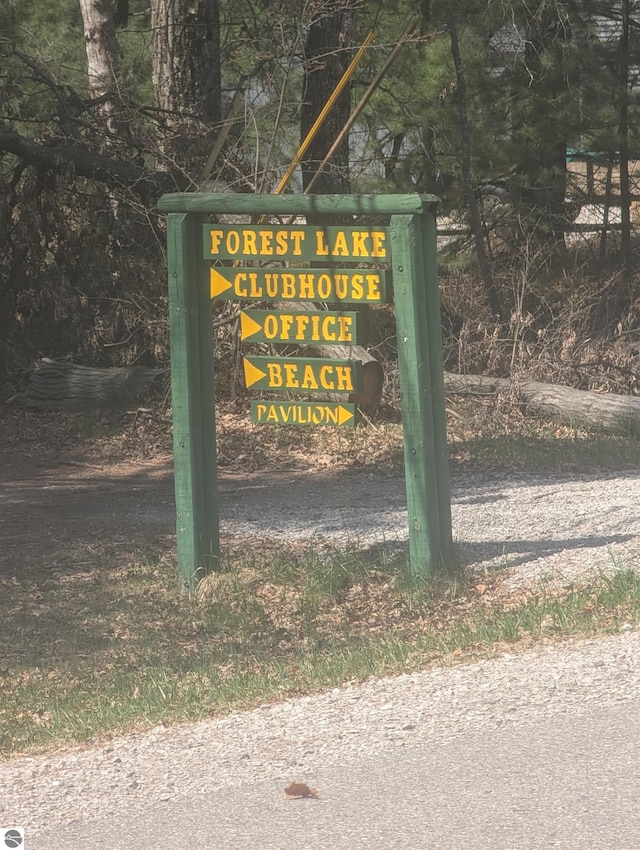 FOREST LAKE
CLUBHOUSE
OFFICE
BEACH
PAVILION